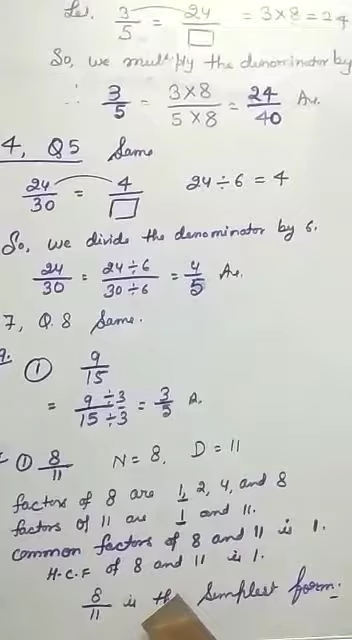 Let. 3/5 = 24/□ = 3×8 = 24
So, we multiply the denominator by
∴ 3/5 = 3×8/5×8 = 24/40 An.
4, Q5 Same
24/30 = 4/□ 24÷6 = 4
So, we divide the denominator by 6.
24/30 = 24÷6/30÷6 = 4/5 An.
7, Q.8 Same.
9. ① 9/15
= 9÷3/15÷3 = 3/5 A.
① 8/11 N = 8, D = 11
factors of 8 are 1, 2, 4, and 8
factors of 11 are 1 and 11.
common factors of 8 and 11 is 1.
H.C.F of 8 and 11 is 1.
8/11 is the Simplest form.